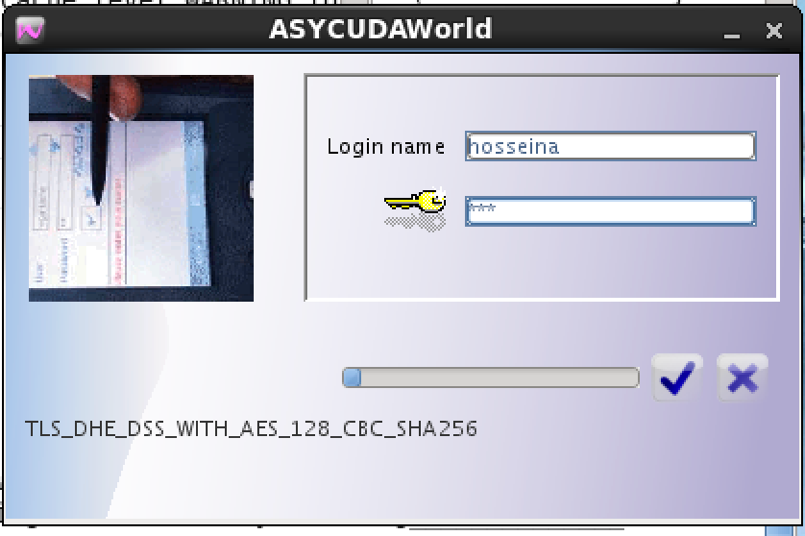 ASYCUDAWorld
Login name
hosseina
***
TLS_DHE_DSS_WITH_AES_128_CBC_SHA256